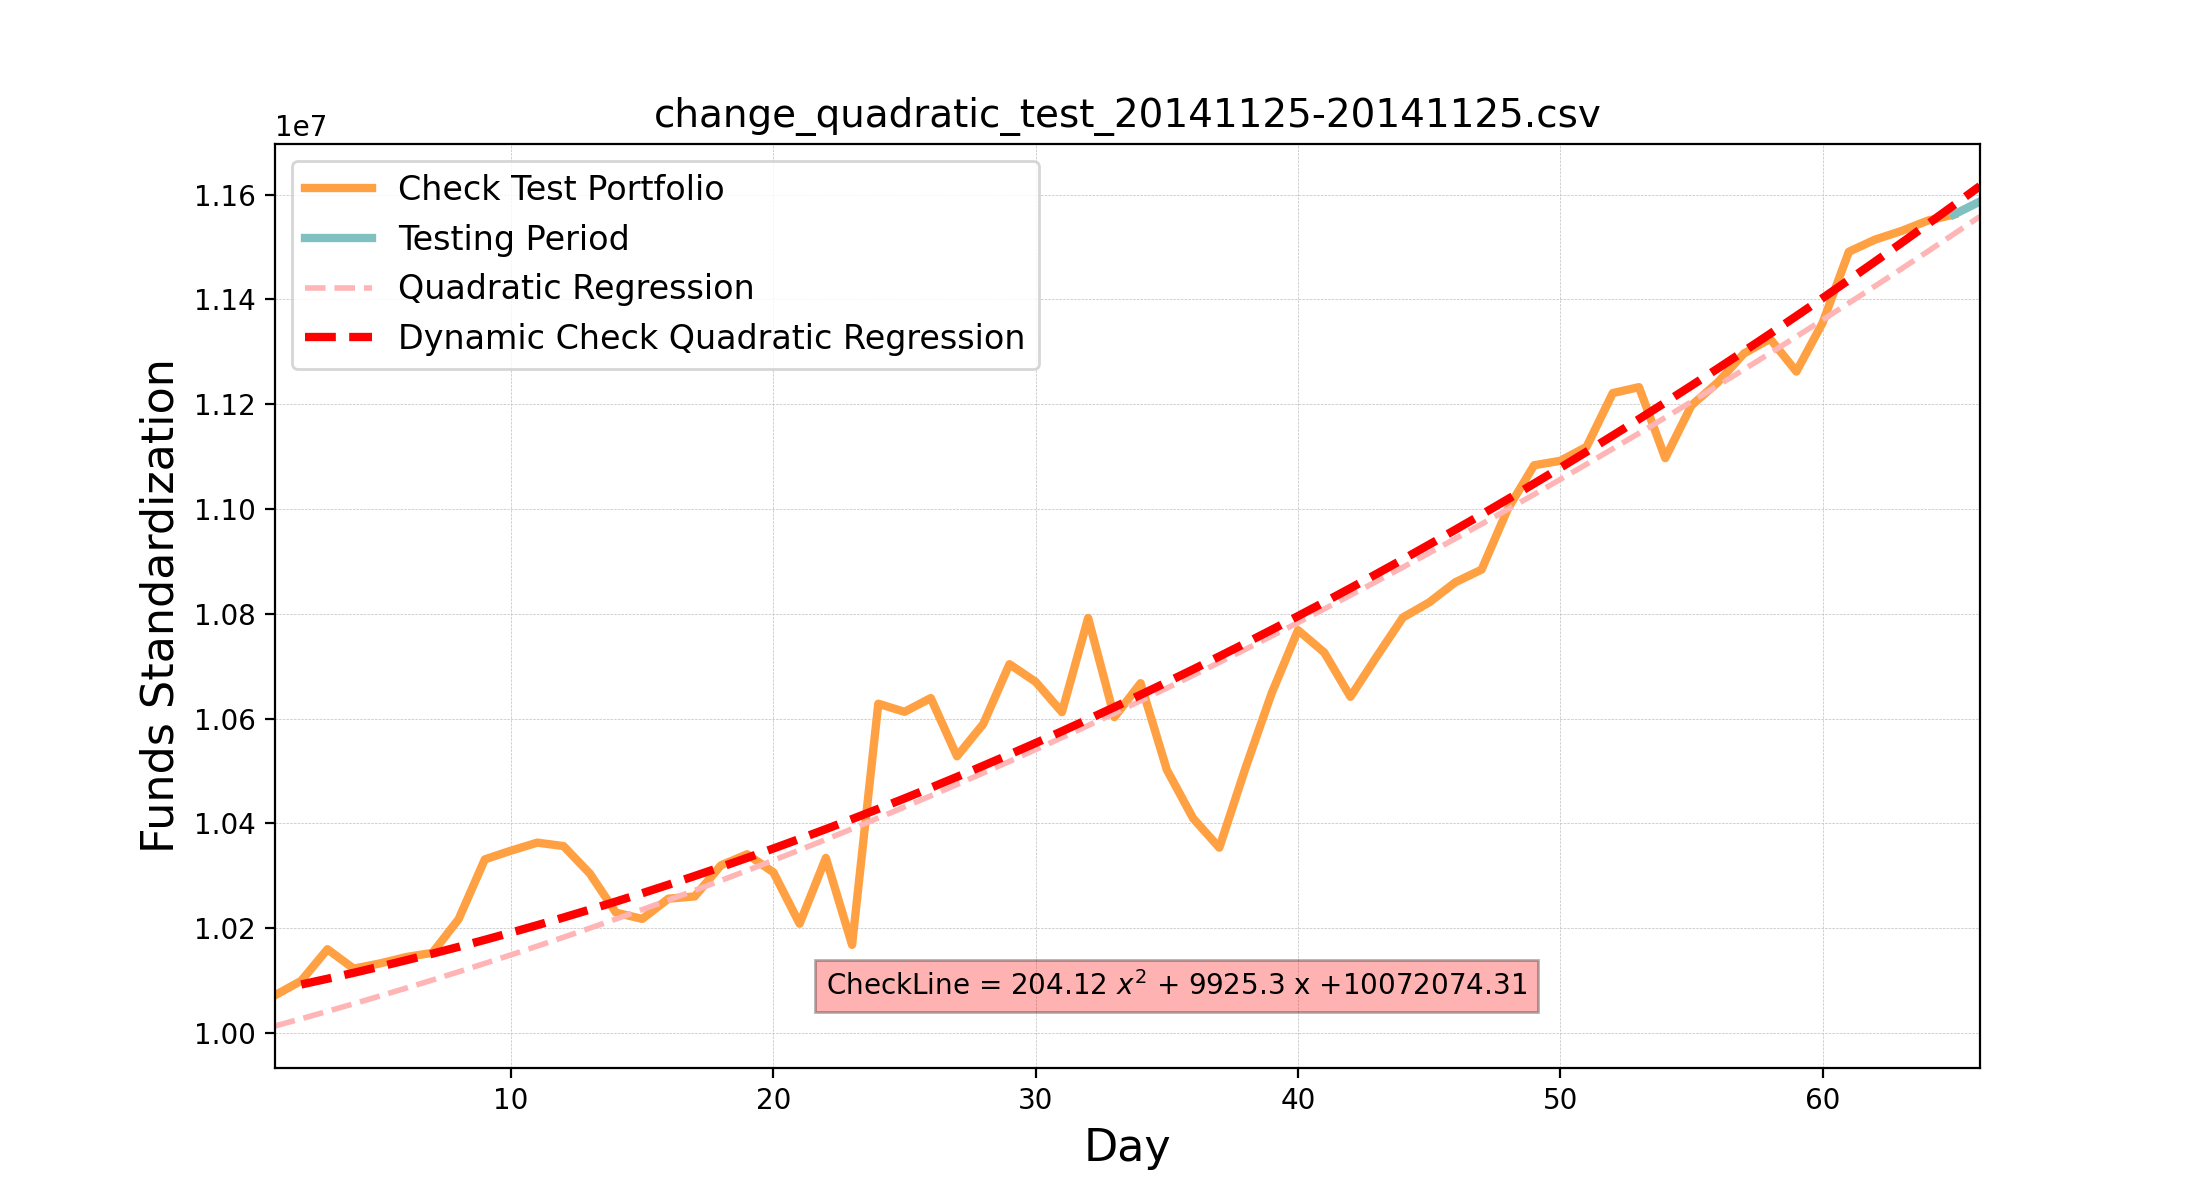 change_quadratic_test_20141125-20141125.csv
1e7
Check Test Portfolio
Testing Period
Quadratic Regression
Dynamic Check Quadratic Regression
1.16
1.14
1.12
1.10
1.08
1.06
1.04
1.02
1.00
Funds Standardization
CheckLine = 204.12 x² + 9925.3 x +10072074.31
10 20 30 40 50 60
Day